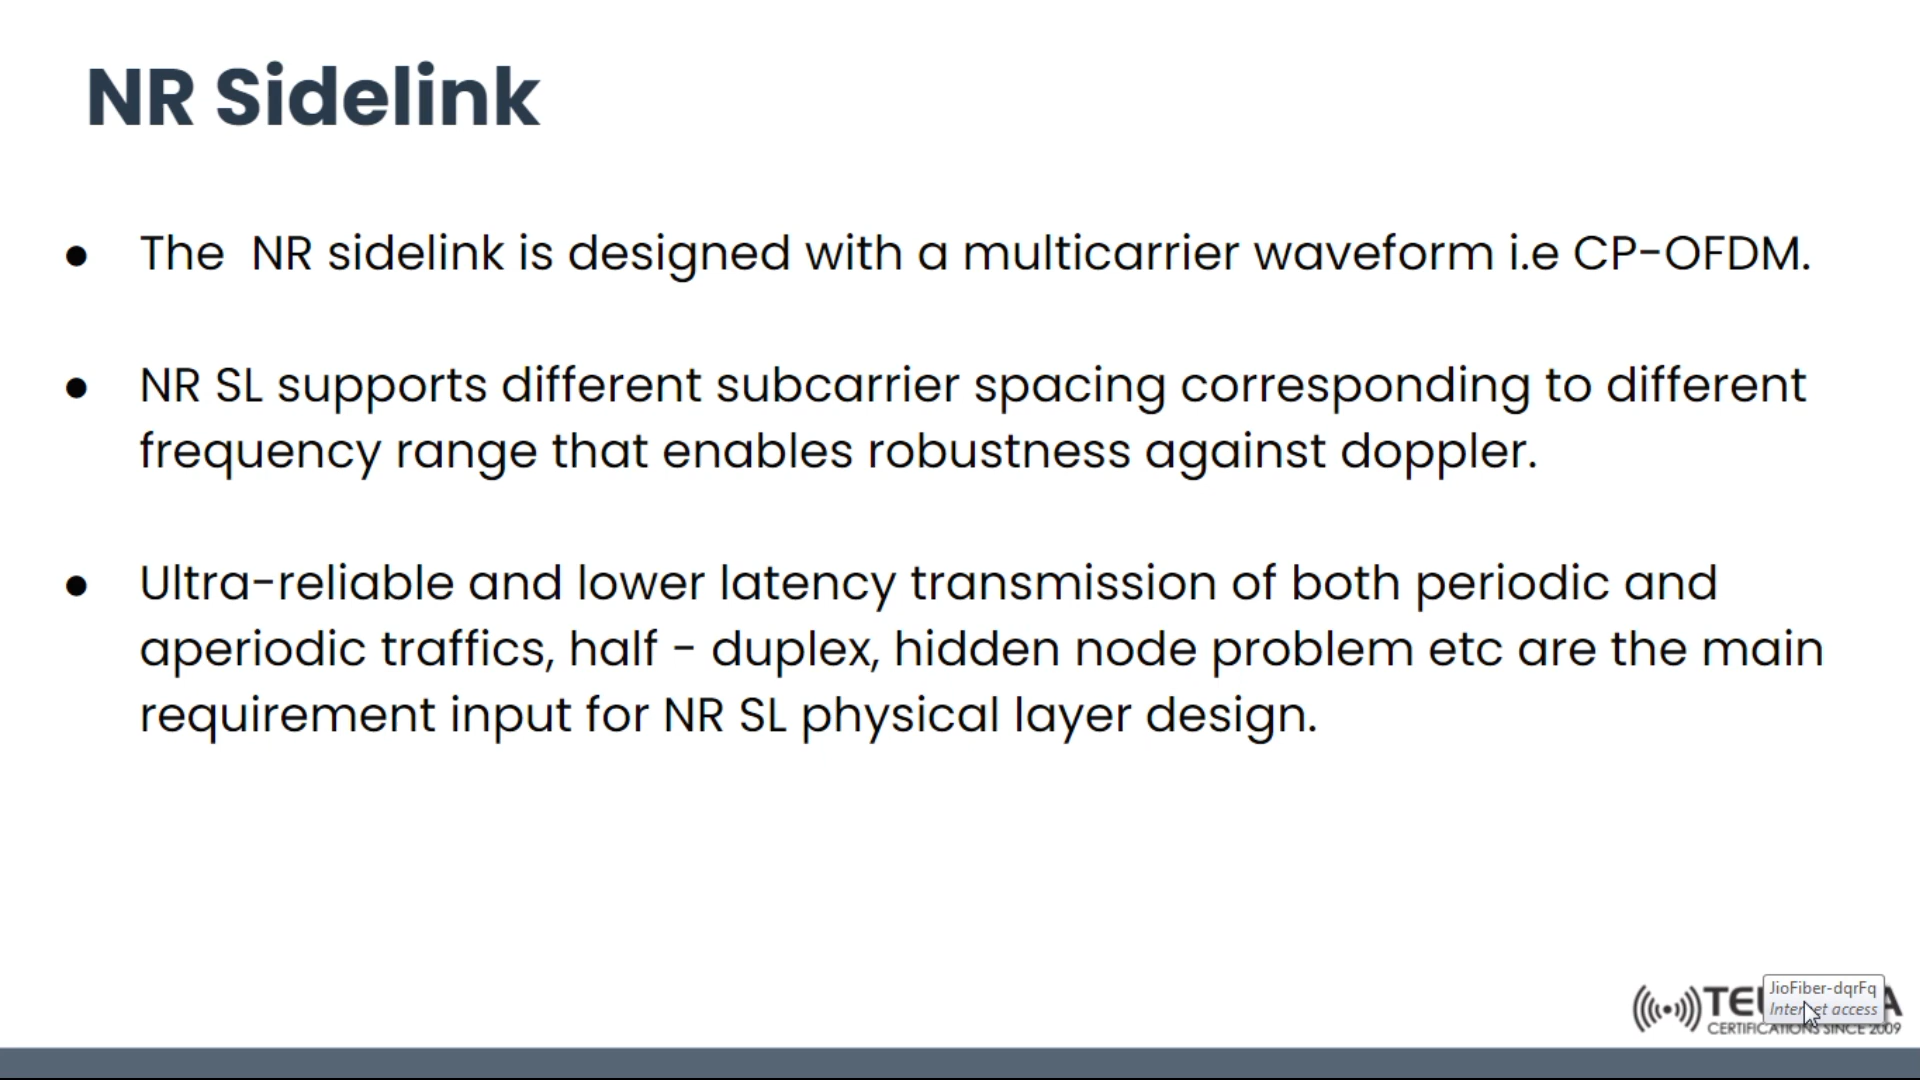 NR Sidelink
● The NR sidelink is designed with a multicarrier waveform i.e CP-OFDM.
● NR SL supports different subcarrier spacing corresponding to different
frequency range that enables robustness against doppler.
● Ultra-reliable and lower latency transmission of both periodic and
aperiodic traffics, half - duplex, hidden node problem etc are the main
requirement input for NR SL physical layer design.
JioFiber-dqrFq
Internet access
CERTIFICATIONS SINCE 2009